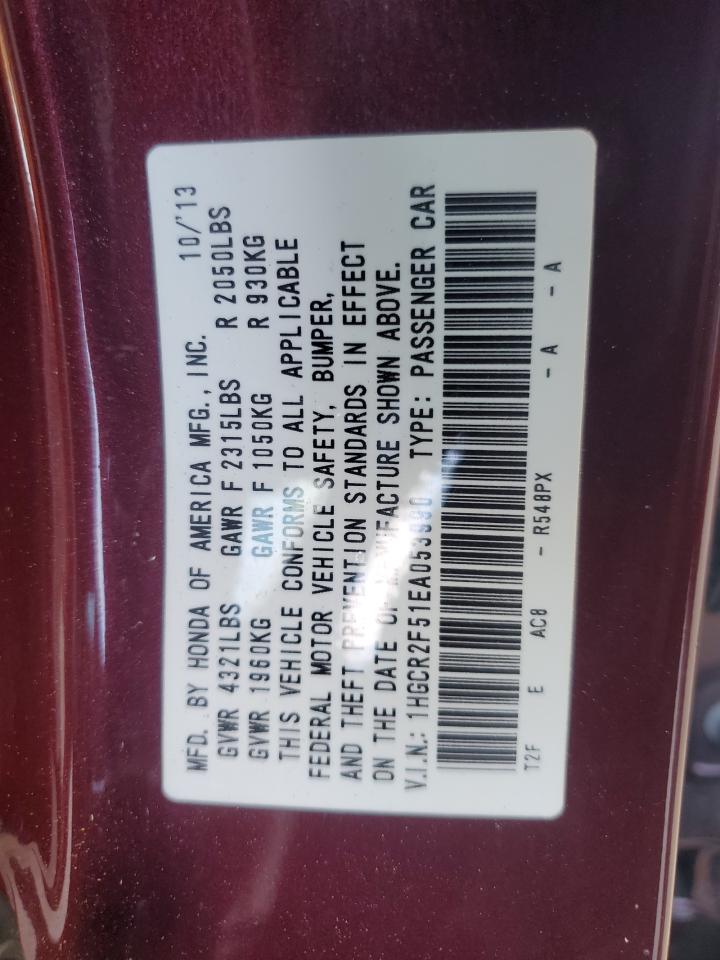 MFD. BY HONDA OF AMERICA MFG., INC. 10/'13
GVWR 4321LBS GAWR F 2315LBS R 2050LBS
GVWR 1960KG GAWR F 1050KG R 930KG
THIS VEHICLE CONFORMS TO ALL APPLICABLE
FEDERAL MOTOR VEHICLE SAFETY, BUMPER,
AND THEFT PREVENTION STANDARDS IN EFFECT
ON THE DATE OF MANUFACTURE SHOWN ABOVE.
V.I.N.: TYPE: PASSENGER CAR
T2F E AC8 - R548PX - A - A